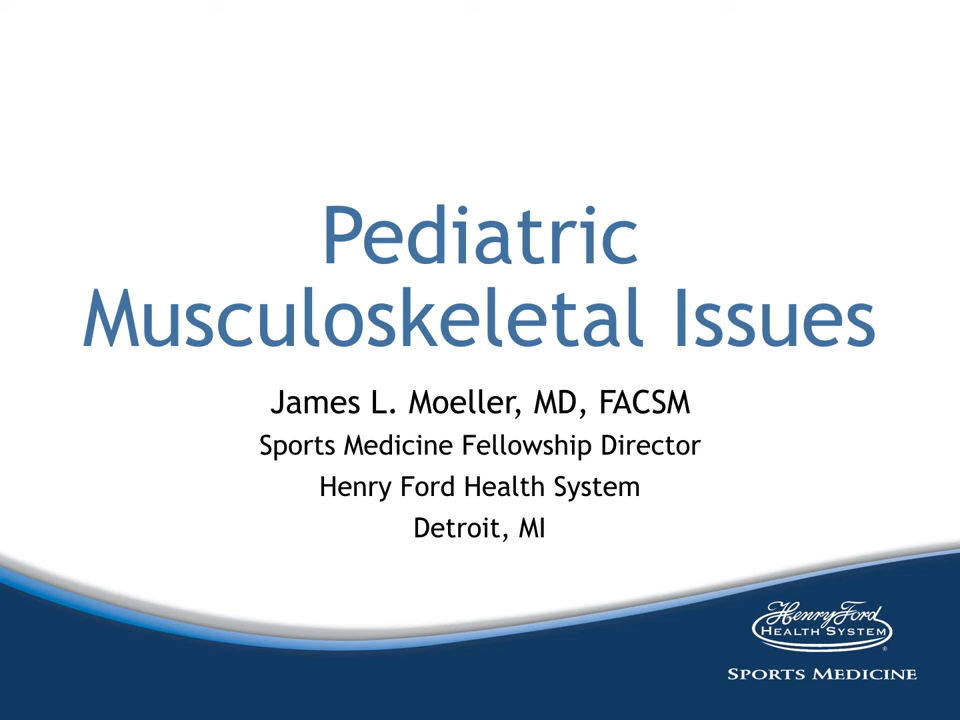 Pediatric
Musculoskeletal Issues
James L. Moeller, MD, FACSM
Sports Medicine Fellowship Director
Henry Ford Health System
Detroit, MI
Henry Ford
HEALTH SYSTEM
®
SPORTS MEDICINE